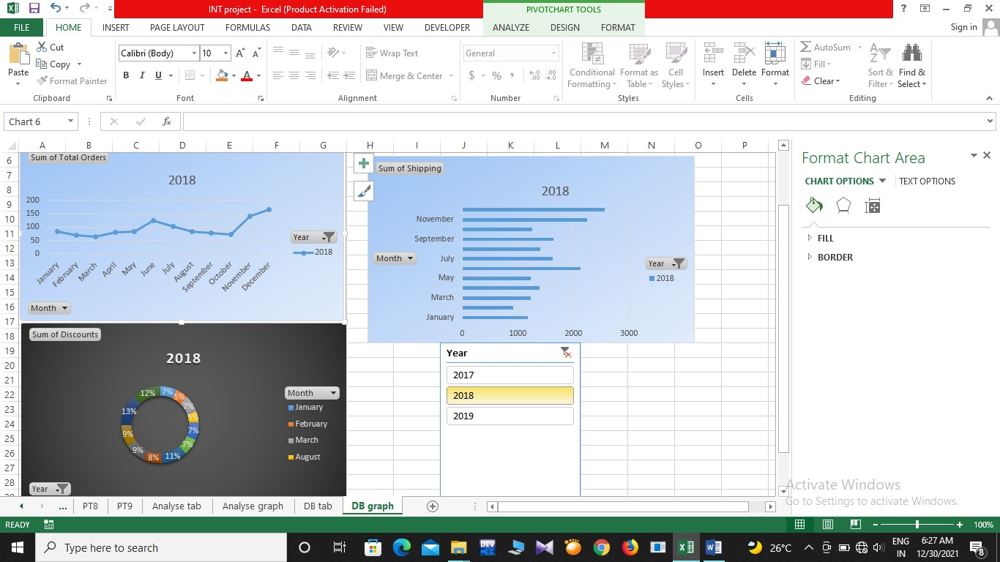 INT project - Excel (Product Activation Failed)
PIVOTCHART TOOLS
?
FILE HOME INSERT PAGE LAYOUT FORMULAS DATA REVIEW VIEW DEVELOPER ANALYZE DESIGN FORMAT Sign in
Paste
Cut
Copy
Format Painter
Clipboard
Calibri (Body) 10
B I U
Font
Wrap Text
Merge & Center
Alignment
General
$ % ,
Number
Conditional Formatting
Format as Table
Cell Styles
Styles
Insert Delete Format
Cells
AutoSum
Fill
Clear
Sort & Filter
Find & Select
Editing
Chart 6
fx
A B C D E F G H I J K L M N O P
6
7
8
9
10
11
12
13
14
15
16
17
18
19
20
21
22
23
24
25
26
27
28
Sum of Total Orders
2018
200
150
100
50
0
January February March April May June July August September October November December
Year
2018
Month
Sum of Shipping
2018
November
September
July
May
March
January
0 1000 2000 3000
Month
Year
2018
Sum of Discounts
2018
12% 7% 5% 7% 5% 7% 7% 11% 8% 9% 9% 13%
Month
January
February
March
August
Year
Year
2017
2018
2019
Format Chart Area
CHART OPTIONS TEXT OPTIONS
FILL
BORDER
Activate Windows
Go to Settings to activate Windows.
... PT8 PT9 Analyse tab Analyse graph DB tab DB graph
READY
100%
Type here to search
DEV
26°C
ENG
IN
6:27 AM
12/30/2021
8